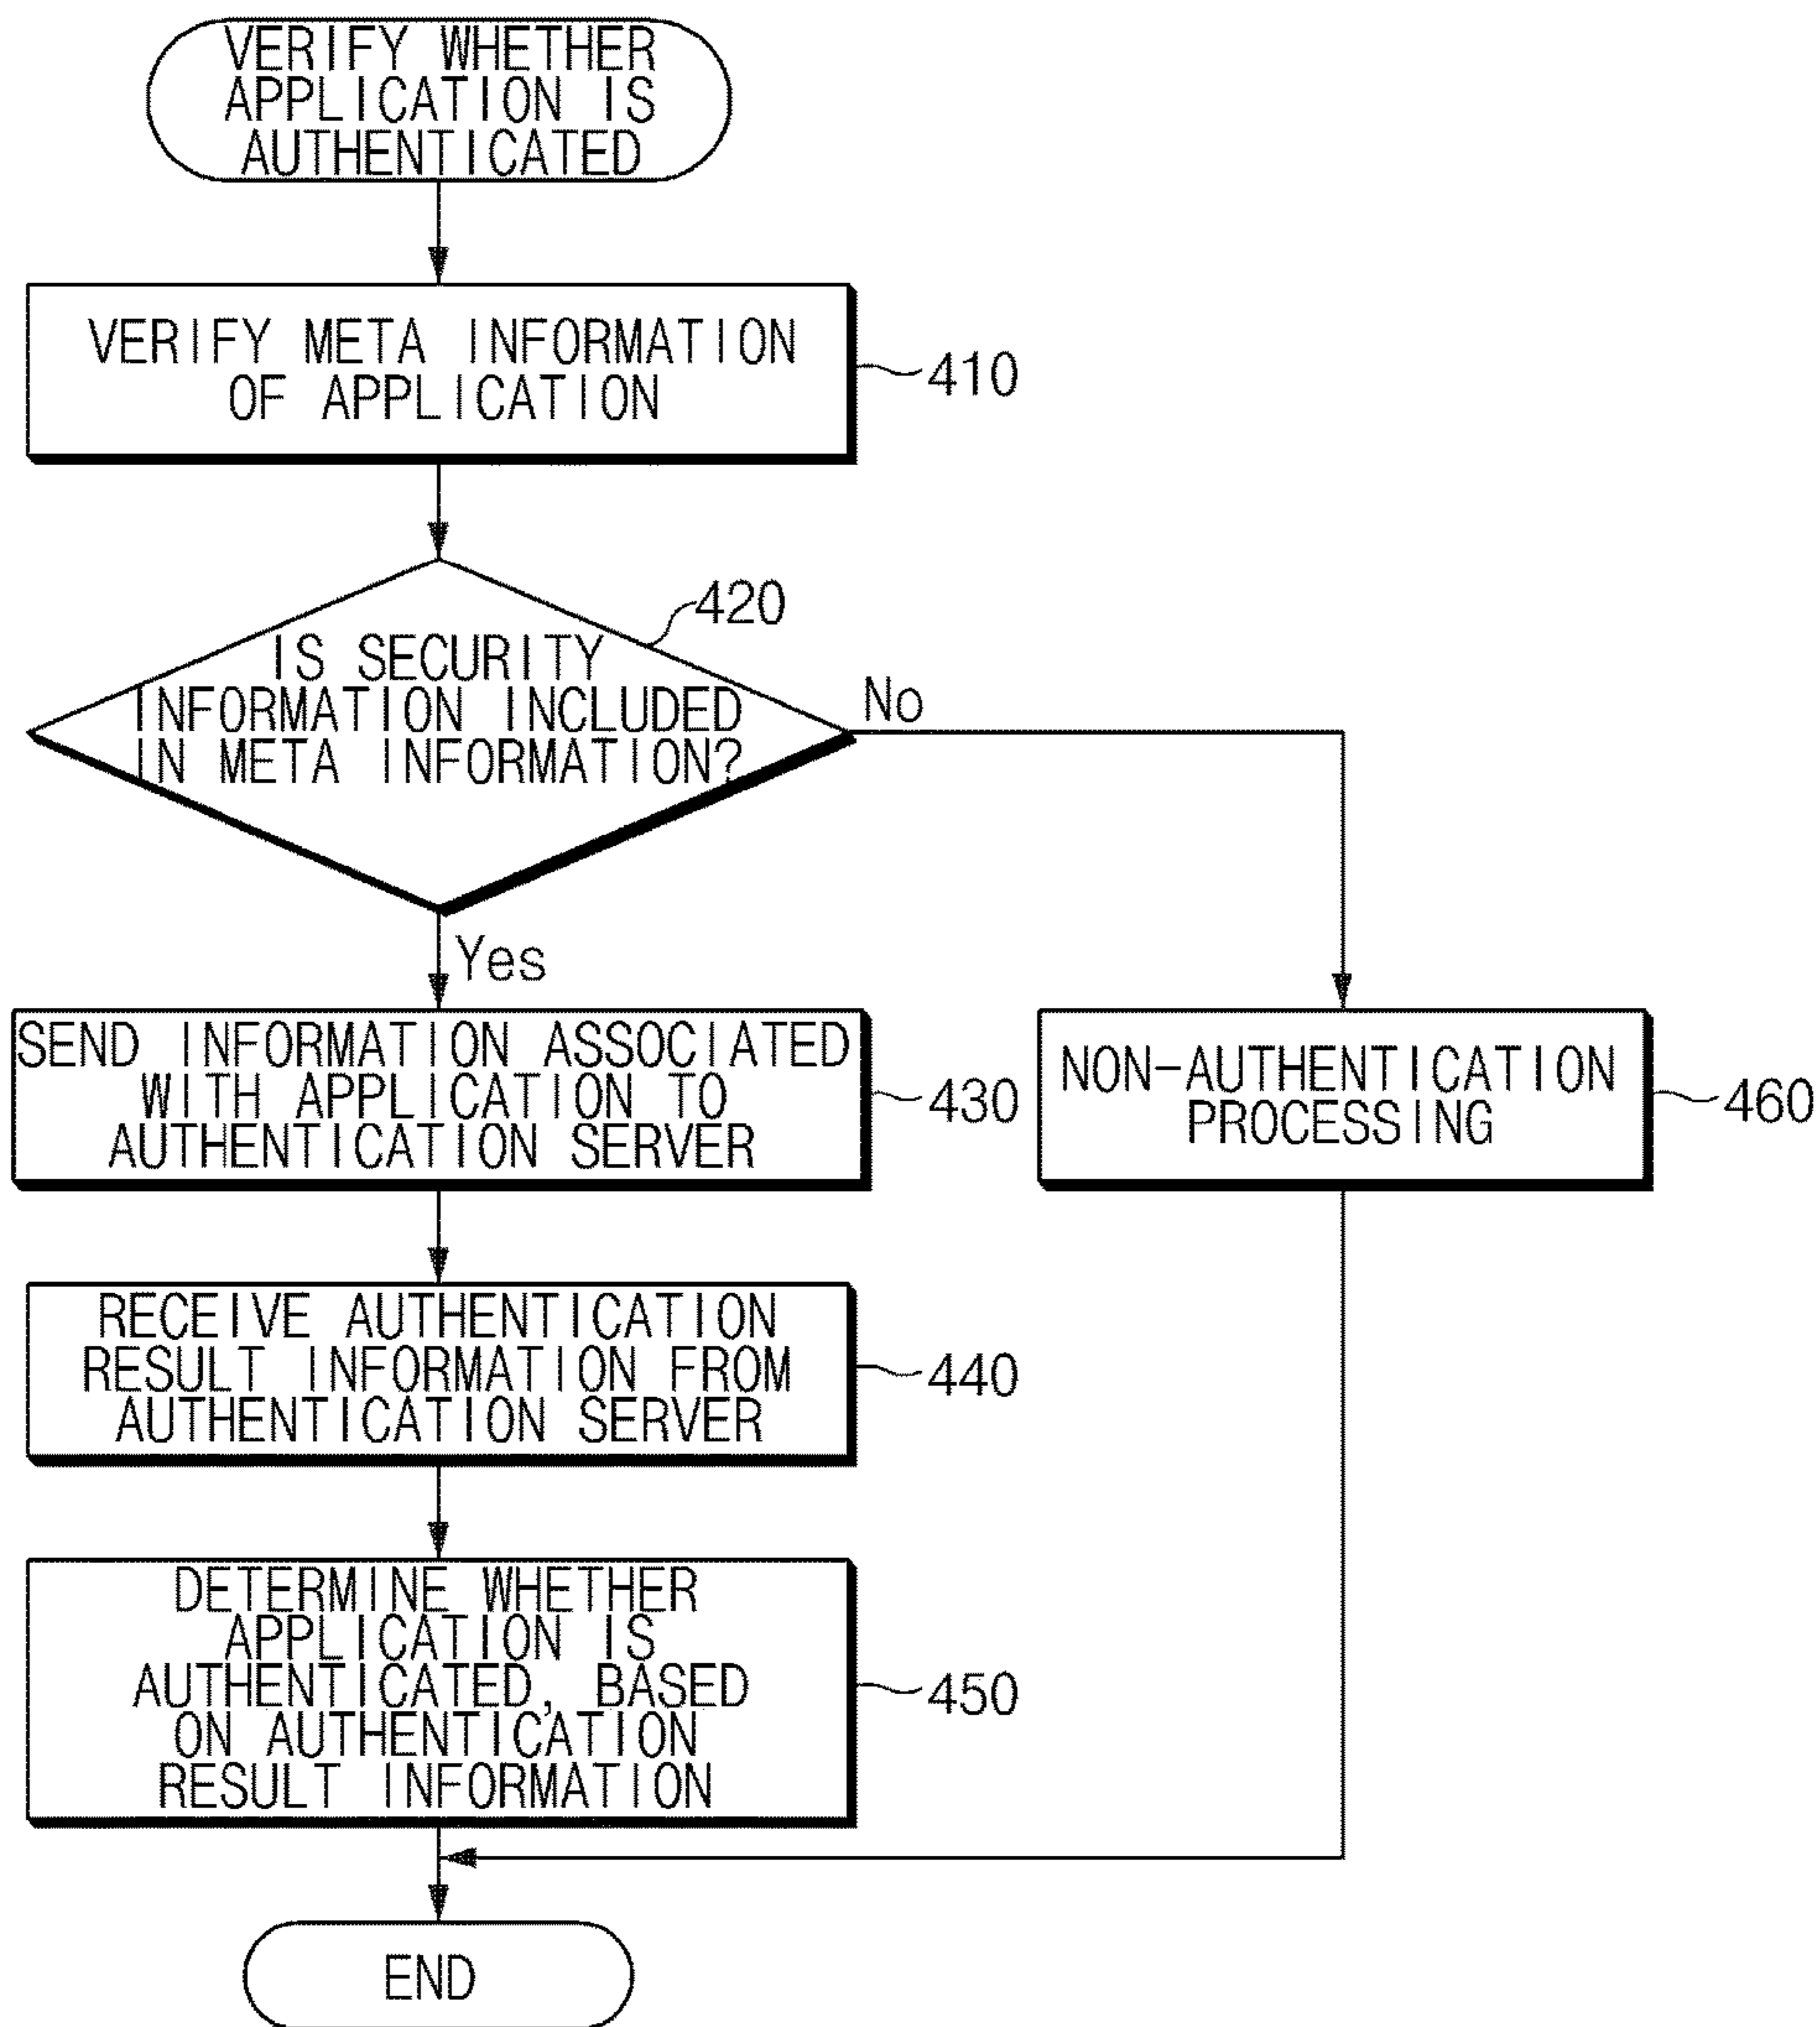 VERIFY WHETHER
APPLICATION IS
AUTHENTICATED
VERIFY META INFORMATION
OF APPLICATION
410
420
IS SECURITY
INFORMATION INCLUDED
IN META INFORMATION?
No
Yes
SEND INFORMATION ASSOCIATED
WITH APPLICATION TO
AUTHENTICATION SERVER
430
NON-AUTHENTICATION
PROCESSING
460
RECEIVE AUTHENTICATION
RESULT INFORMATION FROM
AUTHENTICATION SERVER
440
DETERMINE WHETHER
APPLICATION IS
AUTHENTICATED, BASED
ON AUTHENTICATION
RESULT INFORMATION
450
END